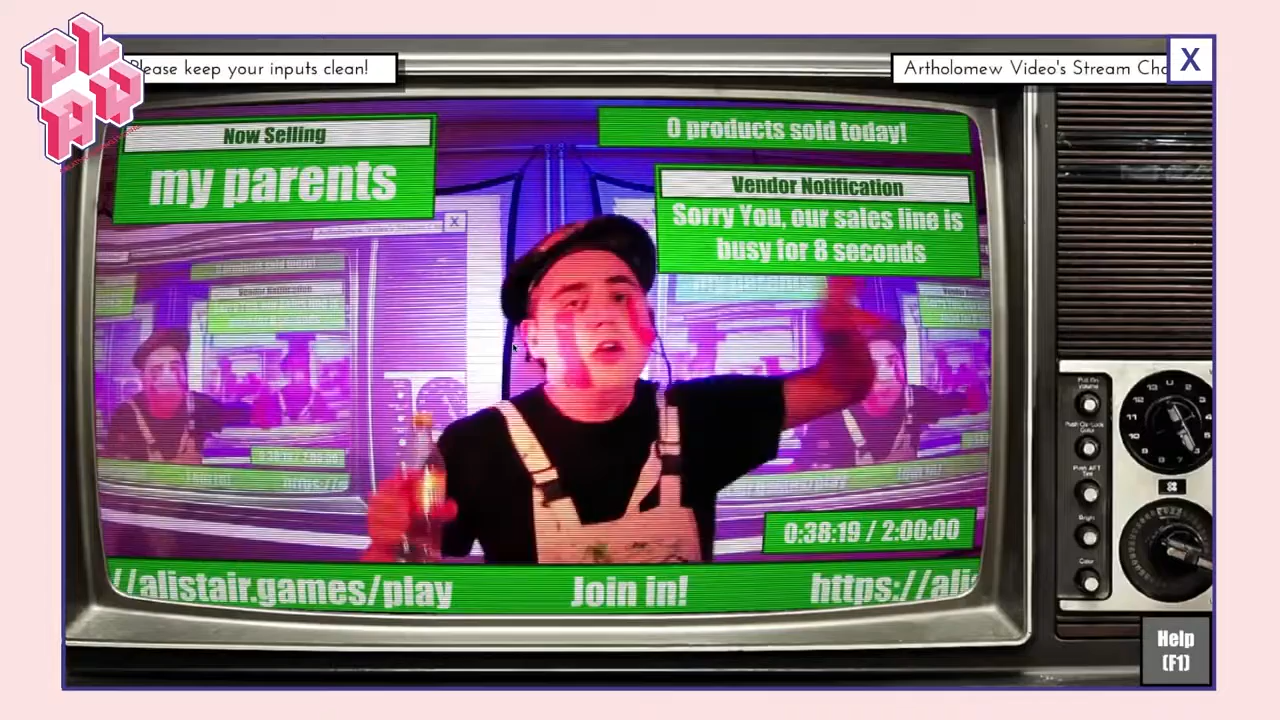 PLAY
Please keep your inputs clean!
Artholomew Video's Stream Cha
X
Now Selling
my parents
0 products sold today!
Vendor Notification
Sorry You, our sales line is
busy for 8 seconds
0:38:19 / 2:00:00
//alistair.games/play
Join in!
https://alis
Help
(F1)